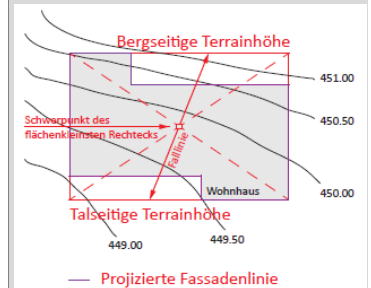 Bergseitige Terrainhöhe
451.00
450.50
Schwerpunkt des
flächenkleinsten Rechtecks
Falllinie
Wohnhaus
450.00
Talseitige Terrainhöhe
449.50
449.00
Projizierte Fassadenlinie